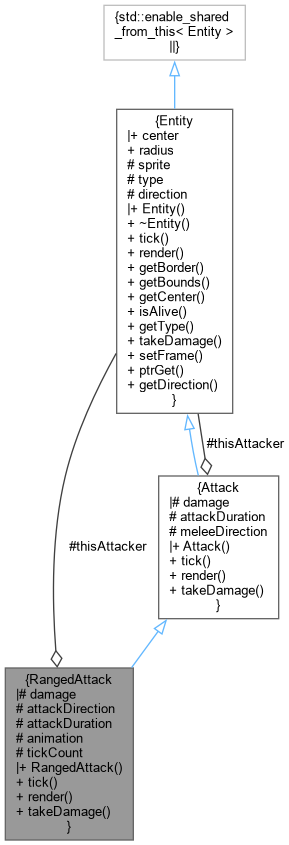 {std::enable_shared
_from_this< Entity >
||}
{Entity
|+ center
+ radius
# sprite
# type
# direction
|+ Entity()
+ ~Entity()
+ tick()
+ render()
+ getBorder()
+ getBounds()
+ getCenter()
+ isAlive()
+ getType()
+ takeDamage()
+ setFrame()
+ ptrGet()
+ getDirection()
}
#thisAttacker
{Attack
|# damage
# attackDuration
# meleeDirection
|+ Attack()
+ tick()
+ render()
+ takeDamage()
}
#thisAttacker
{RangedAttack
|# damage
# attackDirection
# attackDuration
# animation
# tickCount
|+ RangedAttack()
+ tick()
+ render()
+ takeDamage()
}